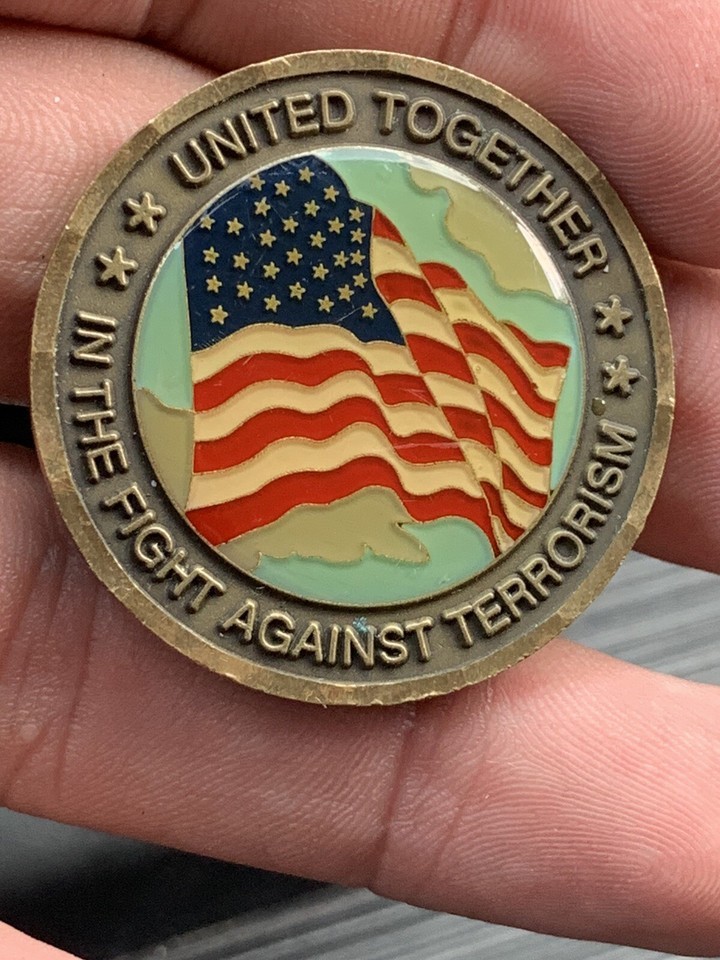 UNITED TOGETHER
IN THE FIGHT AGAINST TERRORISM